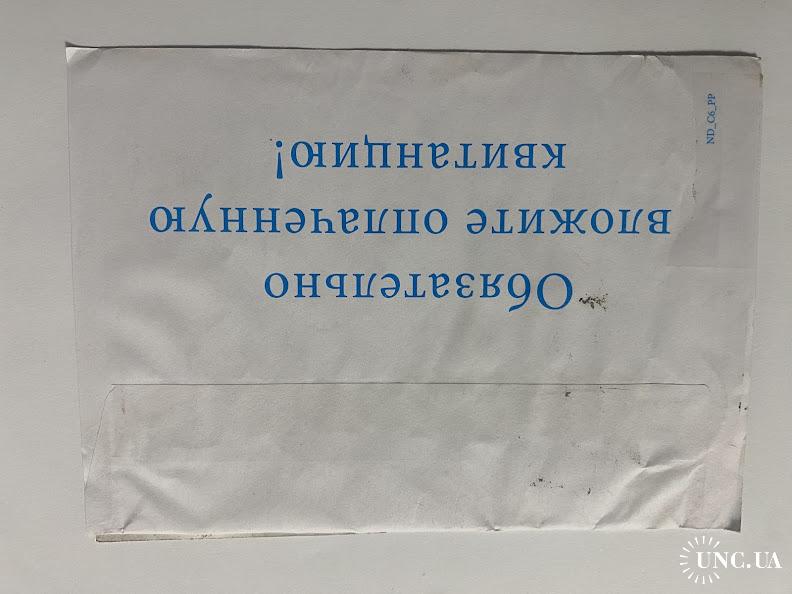 Обязательно
вложите оплаченную
квитанцию!
ND_C6_PP
UNC.UA